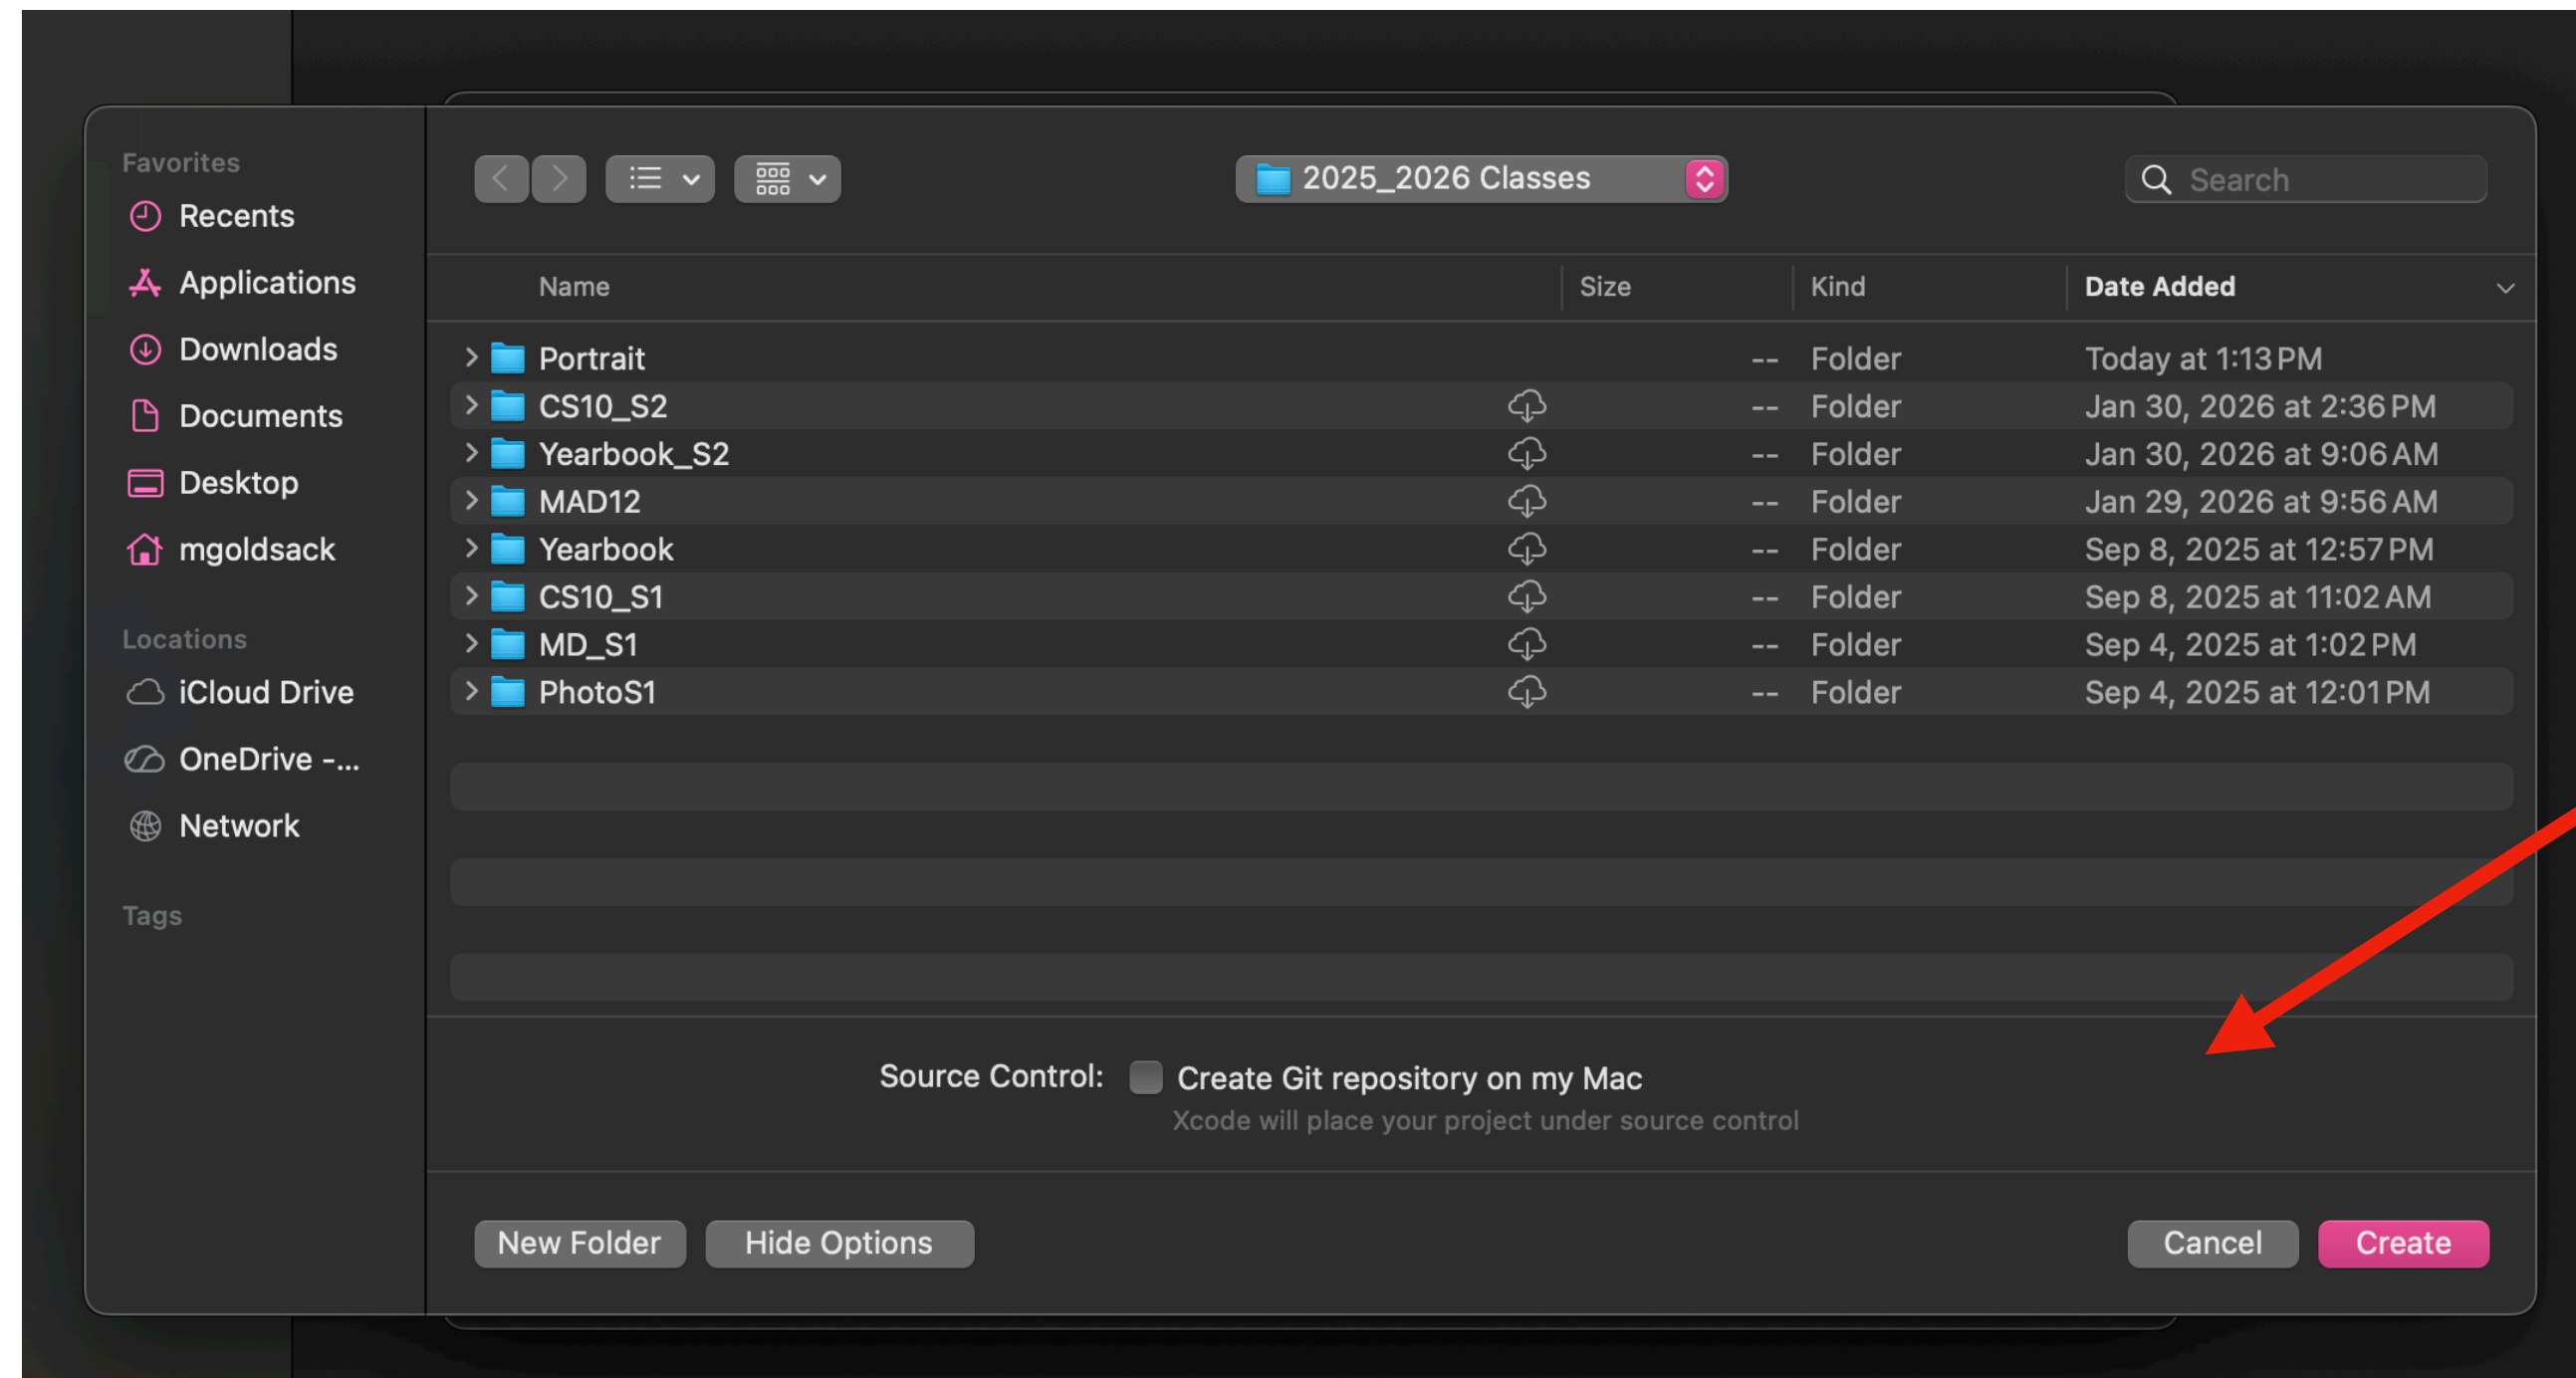 Favorites
Recents
Applications
Downloads
Documents
Desktop
mgoldsack
Locations
iCloud Drive
OneDrive -...
Network
Tags
2025_2026 Classes
Search
Name Size Kind Date Added
Portrait -- Folder Today at 1:13 PM
CS10_S2 -- Folder Jan 30, 2026 at 2:36 PM
Yearbook_S2 -- Folder Jan 30, 2026 at 9:06 AM
MAD12 -- Folder Jan 29, 2026 at 9:56 AM
Yearbook -- Folder Sep 8, 2025 at 12:57 PM
CS10_S1 -- Folder Sep 8, 2025 at 11:02 AM
MD_S1 -- Folder Sep 4, 2025 at 1:02 PM
PhotoS1 -- Folder Sep 4, 2025 at 12:01 PM
Source Control: Create Git repository on my Mac
Xcode will place your project under source control
New Folder Hide Options Cancel Create